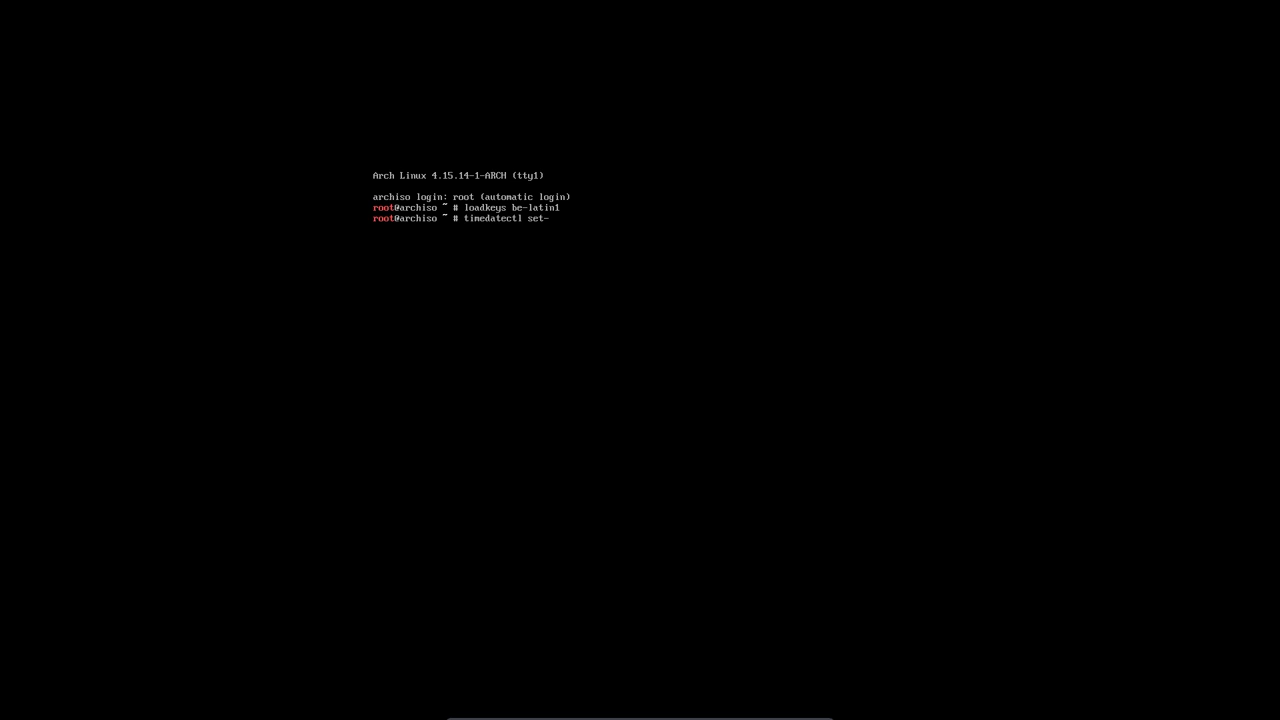 Arch Linux 4.15.14-1-ARCH (tty1)
archiso login: root (automatic login)
root@archiso ~ # loadkeys be-latin1
root@archiso ~ # timedatectl set-